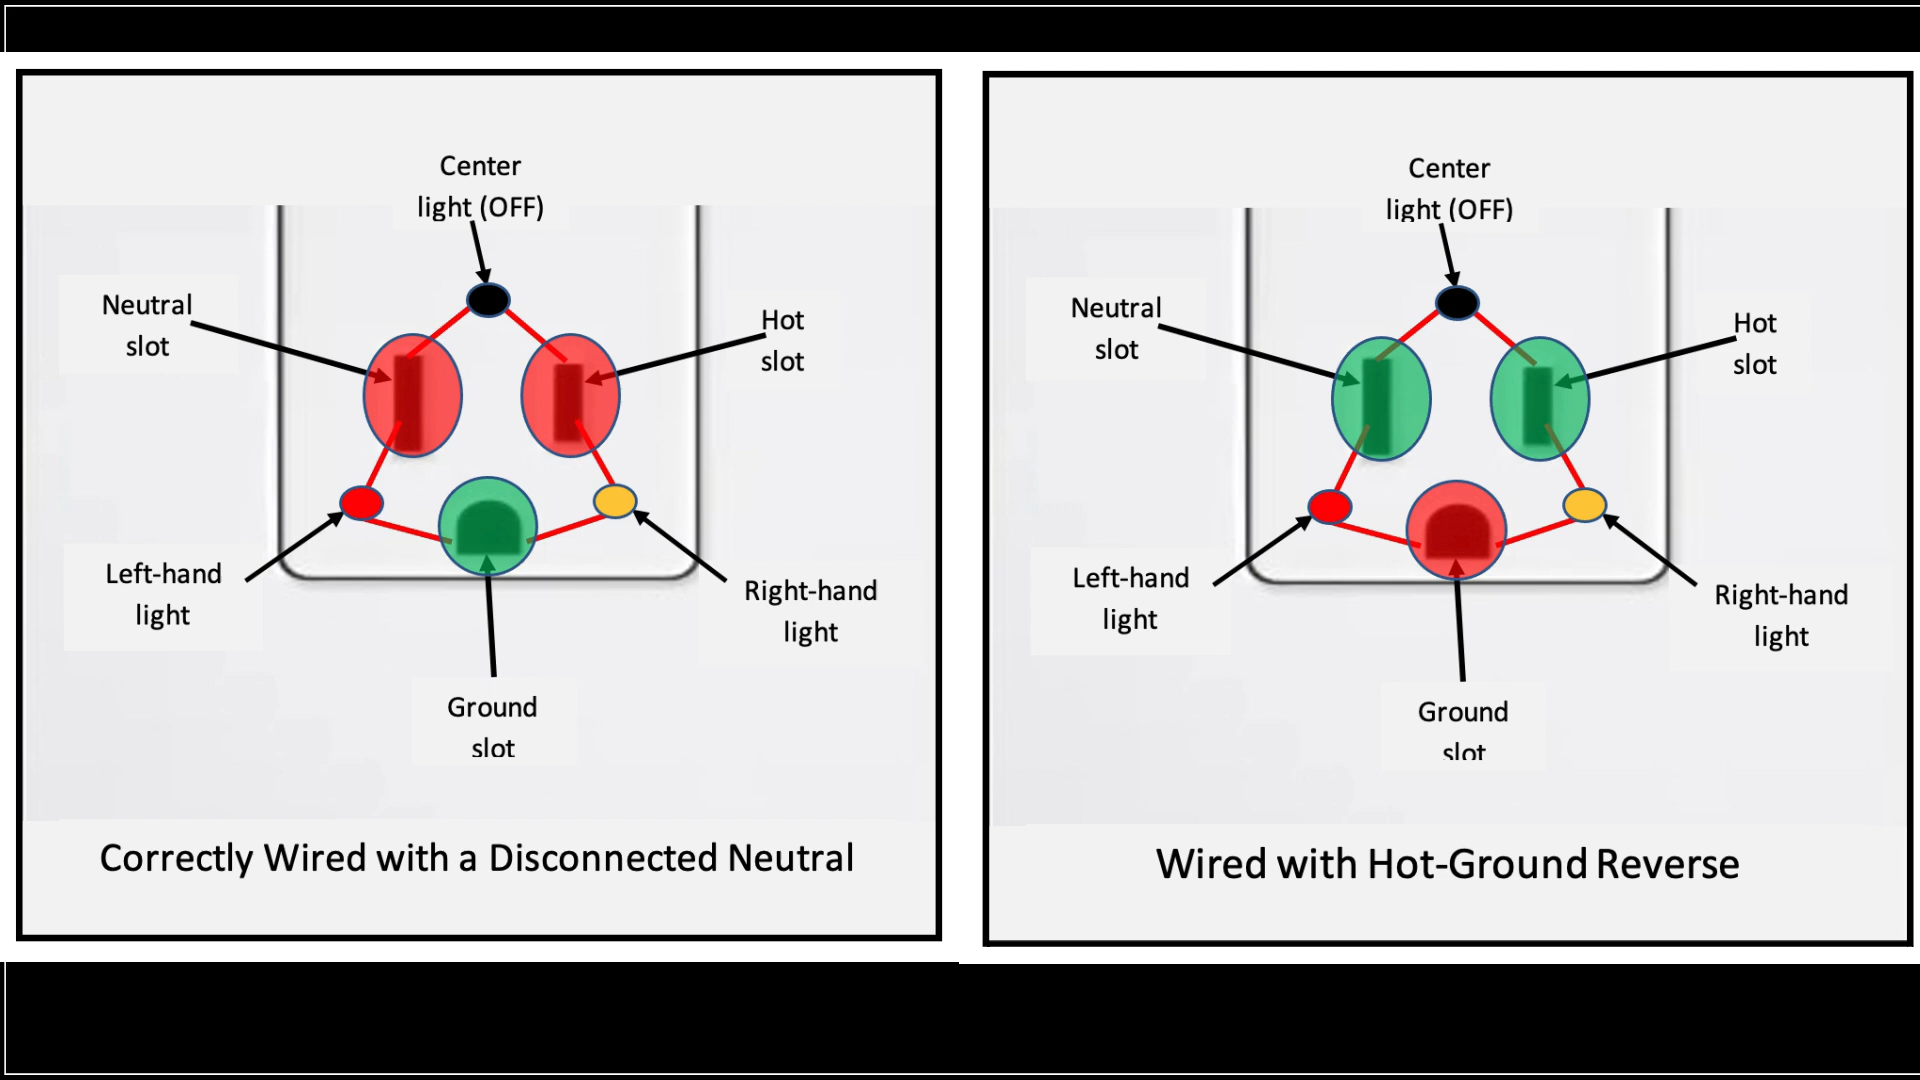 Center
light (OFF)
Neutral
slot
Hot
slot
Left-hand
light
Right-hand
light
Ground
slot
Correctly Wired with a Disconnected Neutral
Center
light (OFF)
Neutral
slot
Hot
slot
Left-hand
light
Right-hand
light
Ground
slot
Wired with Hot-Ground Reverse